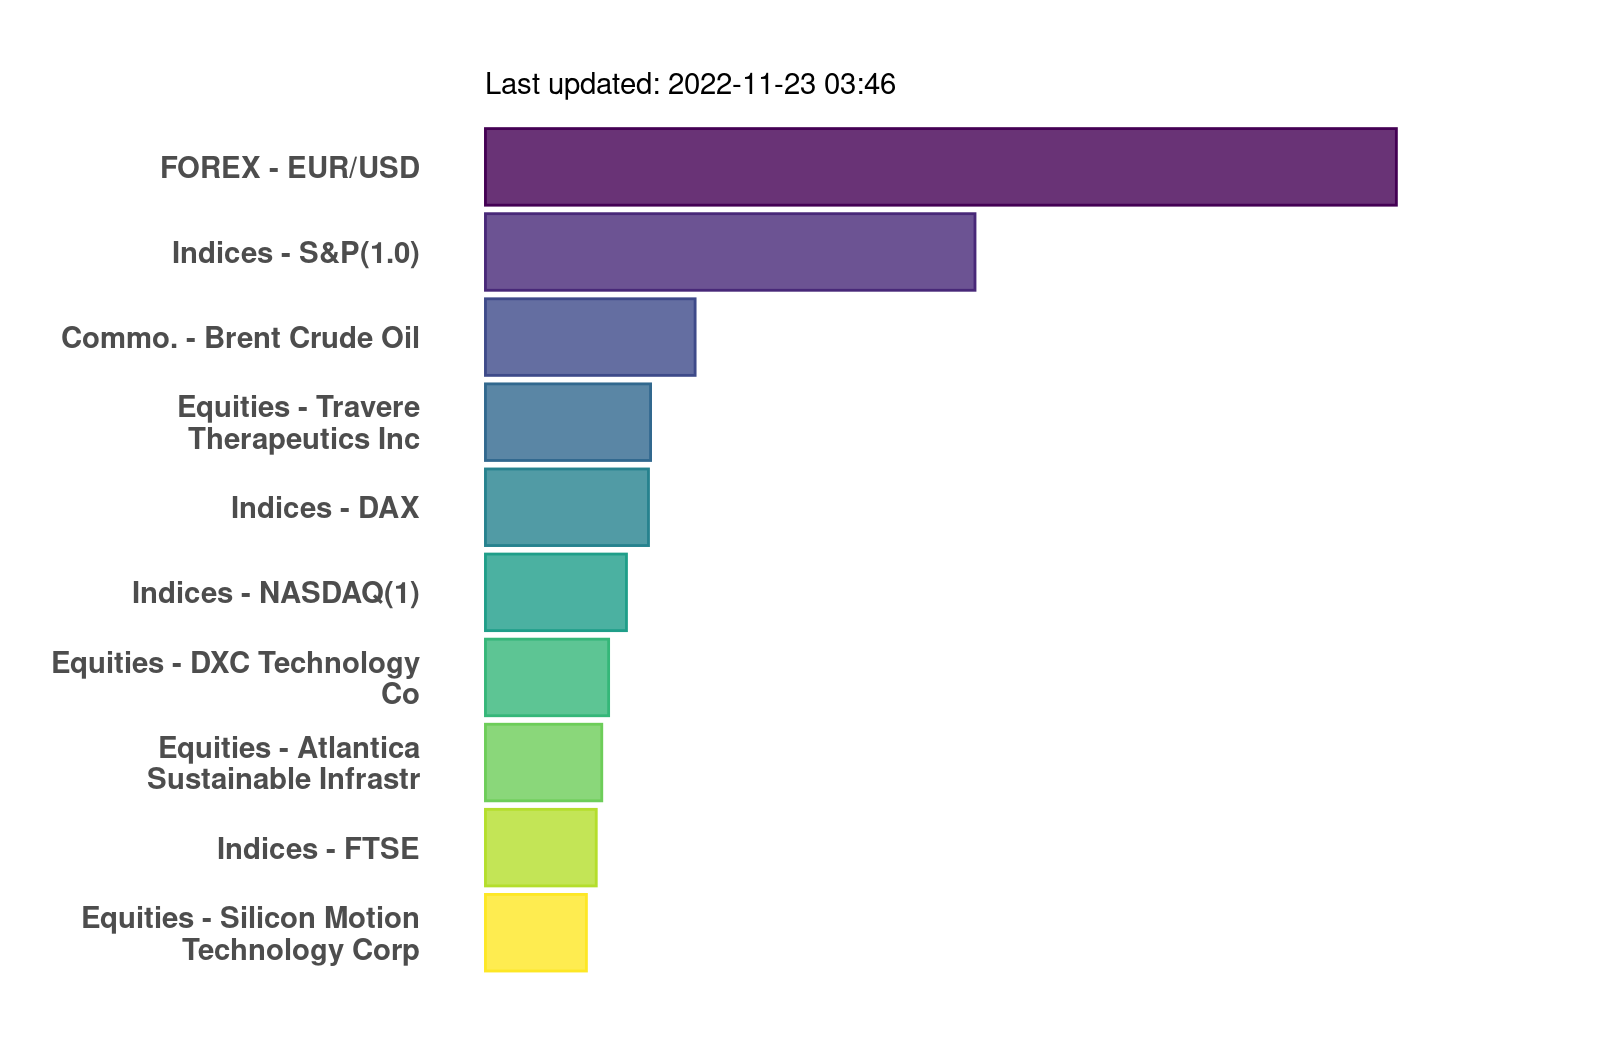 Last updated: 2022-11-23 03:46
FOREX - EUR/USD
Indices - S&P(1.0)
Commo. - Brent Crude Oil
Equities - Travere
Therapeutics Inc
Indices - DAX
Indices - NASDAQ(1)
Equities - DXC Technology
Co
Equities - Atlantica
Sustainable Infrastr
Indices - FTSE
Equities - Silicon Motion
Technology Corp